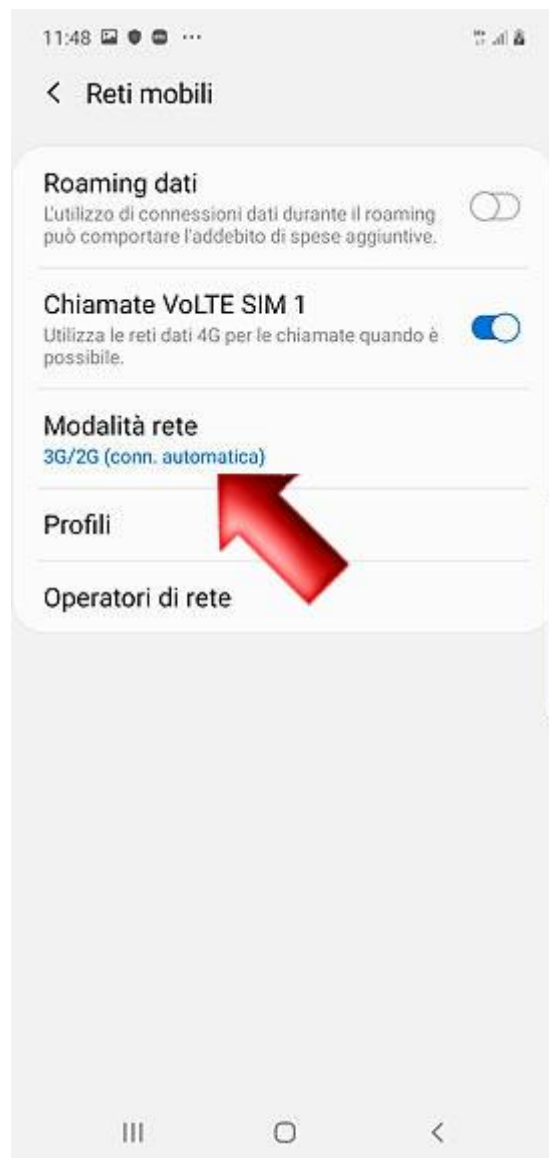 11:48
Reti mobili
Roaming dati
L'utilizzo di connessioni dati durante il roaming
può comportare l'addebito di spese aggiuntive.
Chiamate VoLTE SIM 1
Utilizza le reti dati 4G per le chiamate quando è
possibile.
Modalità rete
3G/2G (conn. automatica)
Profili
Operatori di rete